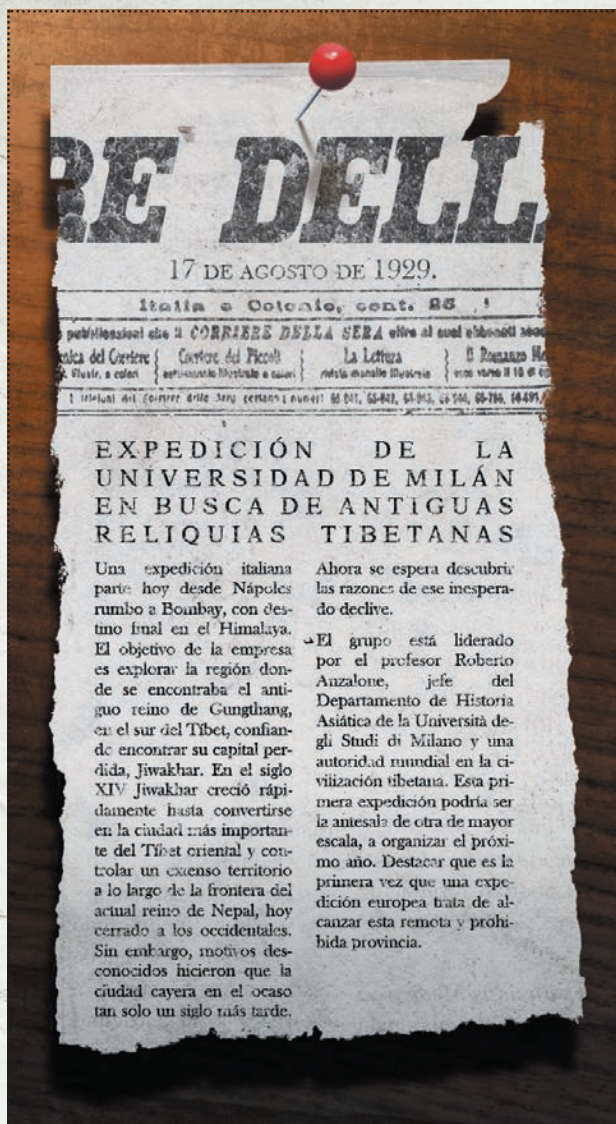 RE DELL
17 DE AGOSTO DE 1929.
Italia e Colonie, cent. 25
che il CORRIERE DELLA SERA
del Corriere Corriere dei Piccoli La Lettura Il Romanzo
EXPEDICIÓN DE LA
UNIVERSIDAD DE MILÁN
EN BUSCA DE ANTIGUAS
RELIQUIAS TIBETANAS
Una expedición italiana
parte hoy desde Nápoles
rumbo a Bombay, con des-
tino final en el Himalaya.
El objetivo de la empresa
es explorar la región don-
de se encontraba el anti-
guo reino de Gungthang,
en el sur del Tíbet, confian-
do encontrar su capital per-
dida, Jiwakhar. En el siglo
XIV Jiwakhar creció rápi-
damente hasta convertirse
en la ciudad más importan-
te del Tíbet oriental y con-
trolar un extenso territorio
a lo largo de la frontera del
actual reino de Nepal, hoy
cerrado a los occidentales.
Sin embargo, motivos des-
conocidos hicieron que la
ciudad cayera en el ocaso
tan solo un siglo más tarde.
Ahora se espera descubrir
las razones de ese inespera-
do declive.
El grupo está liderado
por el profesor Roberto
Anzalone, jefe del
Departamento de Historia
Asiática de la Università de-
gli Studi di Milano y una
autoridad mundial en la ci-
vilización tibetana. Esta pri-
mera expedición podría ser
la antesala de otra de mayor
escala, a organizar el próxi-
mo año. Destacar que es la
primera vez que una expe-
dición europea trata de al-
canzar esta remota y prohi-
bida provincia.